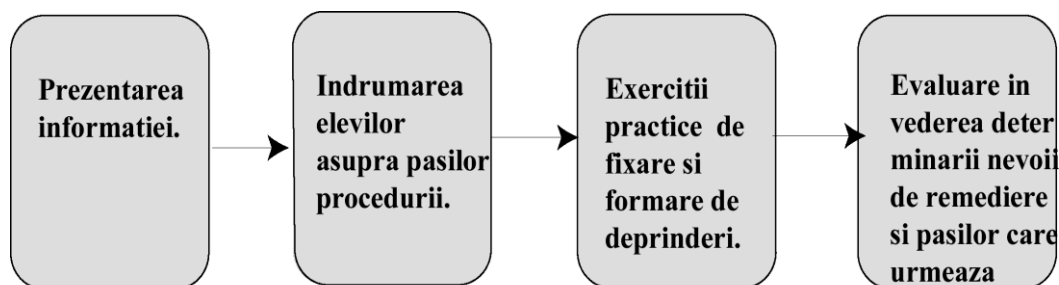 Prezentarea
informatiei.
Indrumarea
elevilor
asupra pasilor
procedurii.
Exercitii
practice de
fixare si
formare de
deprinderi.
Evaluare in
vederea deter
minarii nevoii
de remediere
si pasilor care
urmeaza